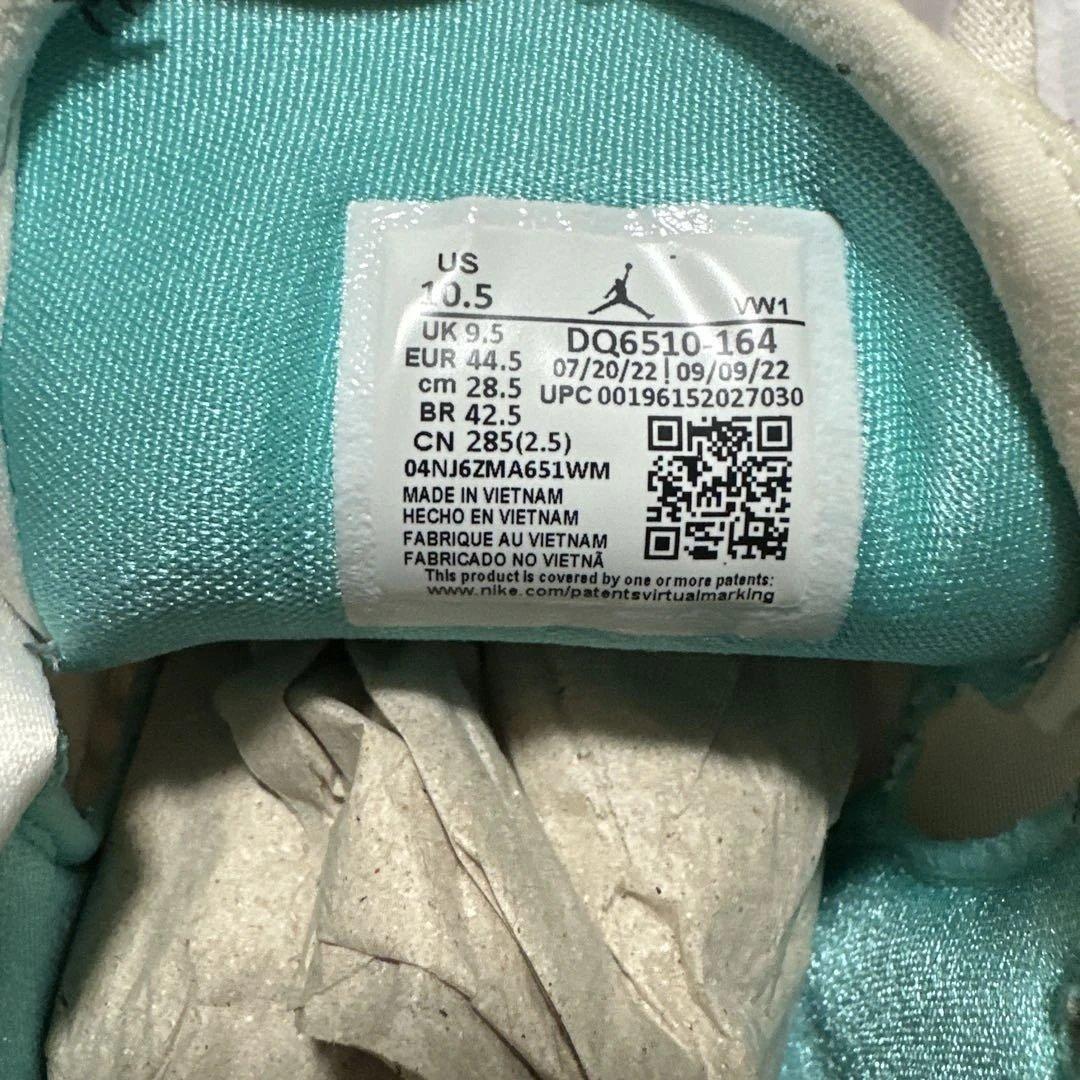 US
10.5
VW1
UK 9.5
EUR 44.5
cm 28.5
BR 42.5
CN 285(2.5)
DQ6510-164
07/20/22 | 09/09/22
UPC 00196152027030
04NJ6ZMA651WM
MADE IN VIETNAM
HECHO EN VIETNAM
FABRIQUE AU VIETNAM
FABRICADO NO VIETNÃ
This product is covered by one or more patents:
www.nike.com/patentsvirtualmarking